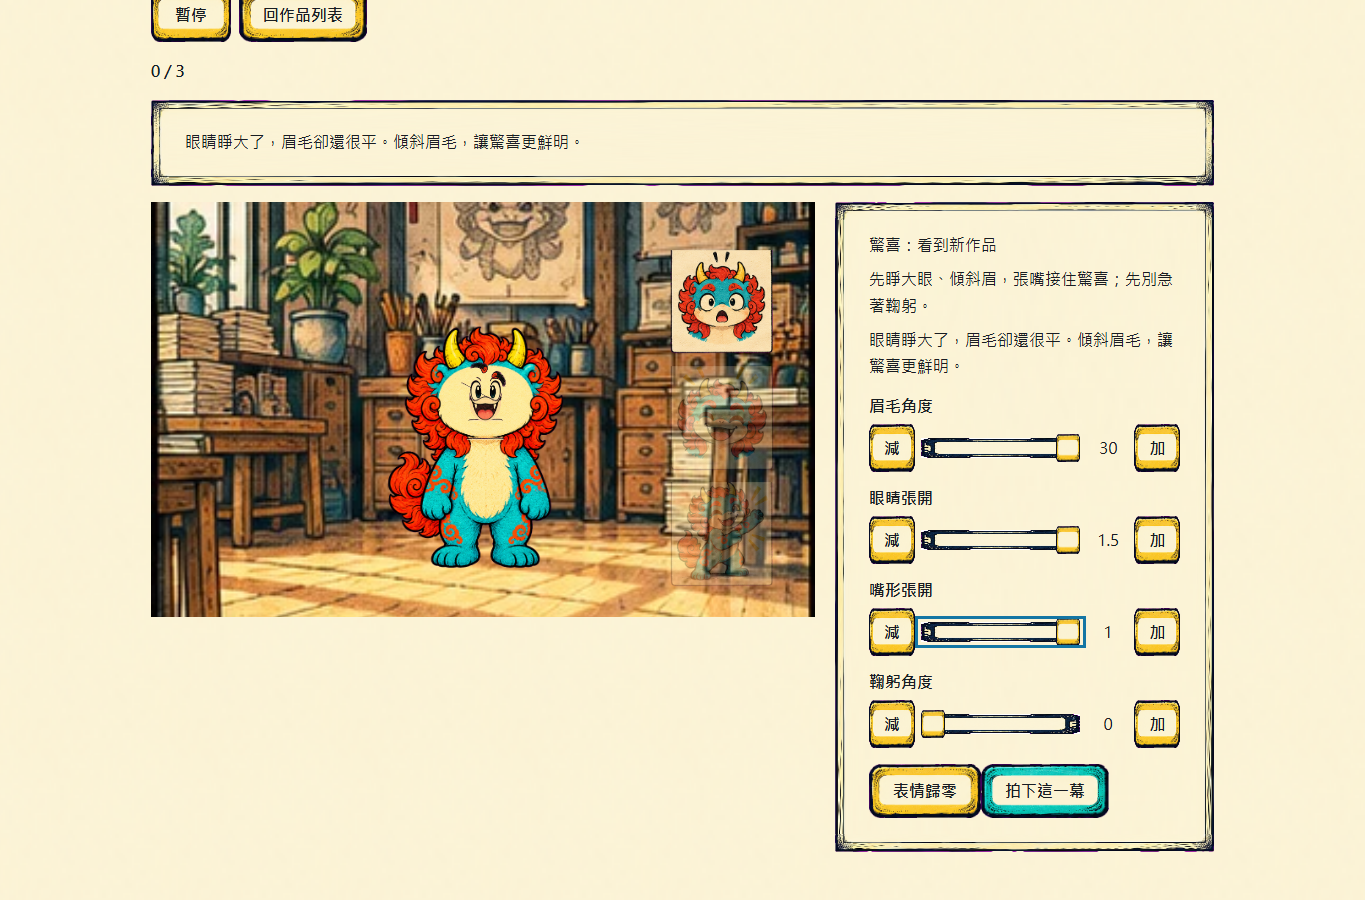 暫停
回作品列表
0 / 3
眼睛睜大了，眉毛卻還很平。傾斜眉毛，讓驚喜更鮮明。
驚喜：看到新作品
先睜大眼、傾斜眉，張嘴接住驚喜；先別急
著鞠躬。
眼睛睜大了，眉毛卻還很平。傾斜眉毛，讓
驚喜更鮮明。
眉毛角度
減
30
加
眼睛張開
減
1.5
加
嘴形張開
減
1
加
鞠躬角度
減
0
加
表情歸零
拍下這一幕